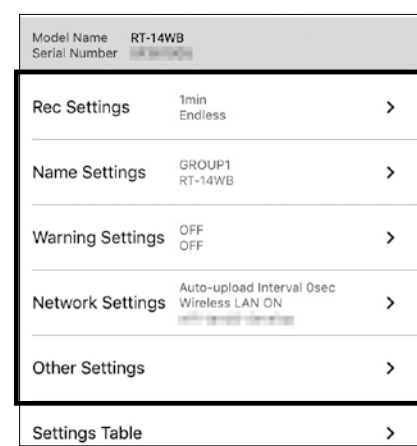 Model Name RT-14WB
Serial Number
Rec Settings 1min
Endless
Name Settings GROUP1
RT-14WB
Warning Settings OFF
OFF
Network Settings Auto-upload Interval 0sec
Wireless LAN ON
Other Settings
Settings Table